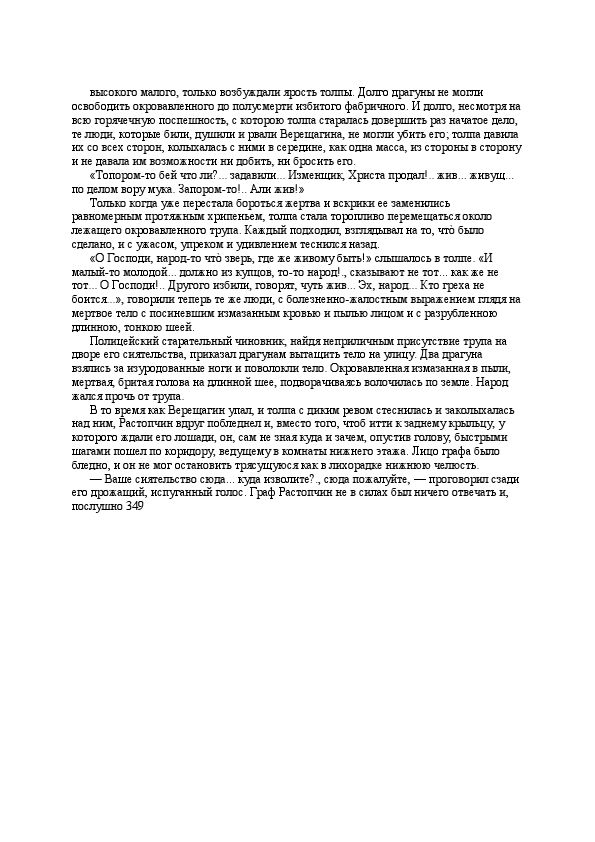 высокого малого, только возбуждали ярость толпы. Долго драгуны не могли
освободить окровавленного до полусмерти избитого фабричного. И долго, несмотря на
всю горячечную поспешность, с которою толпа старалась довершить раз начатое дело,
те люди, которые били, душили и рвали Верещагина, не могли убить его; толпа давила
их со всех сторон, колыхалась с ними в середине, как одна масса, из стороны в сторону
и не давала им возможности ни добить, ни бросить его.
«Топором-то бей что ли?... задавили... Изменщик, Христа продал!.. жив... живущ...
по делом вору мука. Запором-то!.. Али жив!»
Только когда уже перестала бороться жертва и вскрики ее заменились
равномерным протяжным хрипеньем, толпа стала торопливо перемещаться около
лежащего окровавленного трупа. Каждый подходил, взглядывал на то, что̀ было
сделано, и с ужасом, упреком и удивлением теснился назад.
«О Господи, народ-то что̀ зверь, где же живому быть!» слышалось в толпе. «И
малый-то молодой... должно из купцов, то-то народ!., сказывают не тот... как же не
тот... О Господи!.. Другого избили, говорят, чуть жив... Эх, народ... Кто греха не
боится...», говорили теперь те же люди, с болезненно-жалостным выражением глядя на
мертвое тело с посиневшим измазанным кровью и пылью лицом и с разрубленною
длинною, тонкою шеей.
Полицейский старательный чиновник, найдя неприличным присутствие трупа на
дворе его сиятельства, приказал драгунам вытащить тело на улицу. Два драгуна
взялись за изуродованные ноги и поволокли тело. Окровавленная измазанная в пыли,
мертвая, бритая голова на длинной шее, подворачиваясь волочилась по земле. Народ
жался прочь от трупа.
В то время как Верещагин упал, и толпа с диким ревом стеснилась и заколыхалась
над ним, Растопчин вдруг побледнел и, вместо того, чтоб итти к заднему крыльцу, у
которого ждали его лошади, он, сам не зная куда и зачем, опустив голову, быстрыми
шагами пошел по коридору, ведущему в комнаты нижнего этажа. Лицо графа было
бледно, и он не мог остановить трясущуюся как в лихорадке нижнюю челюсть.
— Ваше сиятельство сюда... куда изволите?., сюда пожалуйте, — проговорил сзади
его дрожащий, испуганный голос. Граф Растопчин не в силах был ничего отвечать и,
послушно 349